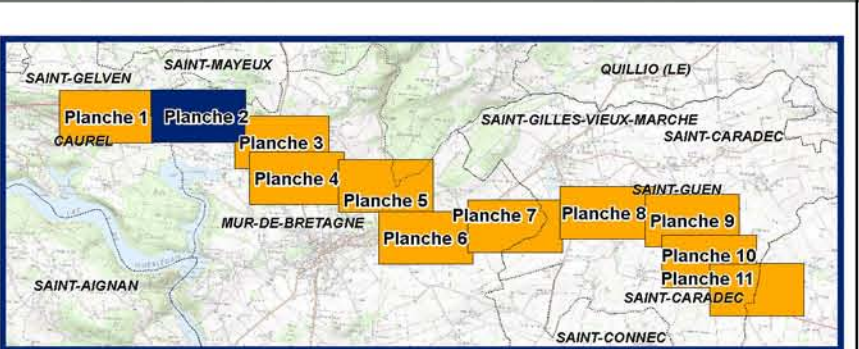 SAINT-MAYEUX
QUILLIO (LE)
SAINT-GELVEN
Planche 1
Planche 2
SAINT-GILLES-VIEUX-MARCHE
SAINT-CARADEC
CAUREL
Planche 3
Planche 4
SAINT-GUEN
Planche 5
Planche 7
Planche 8
Planche 9
MUR-DE-BRETAGNE
Planche 6
Planche 10
Planche 11
SAINT-AIGNAN
SAINT-CARADEC
SAINT-CONNEC